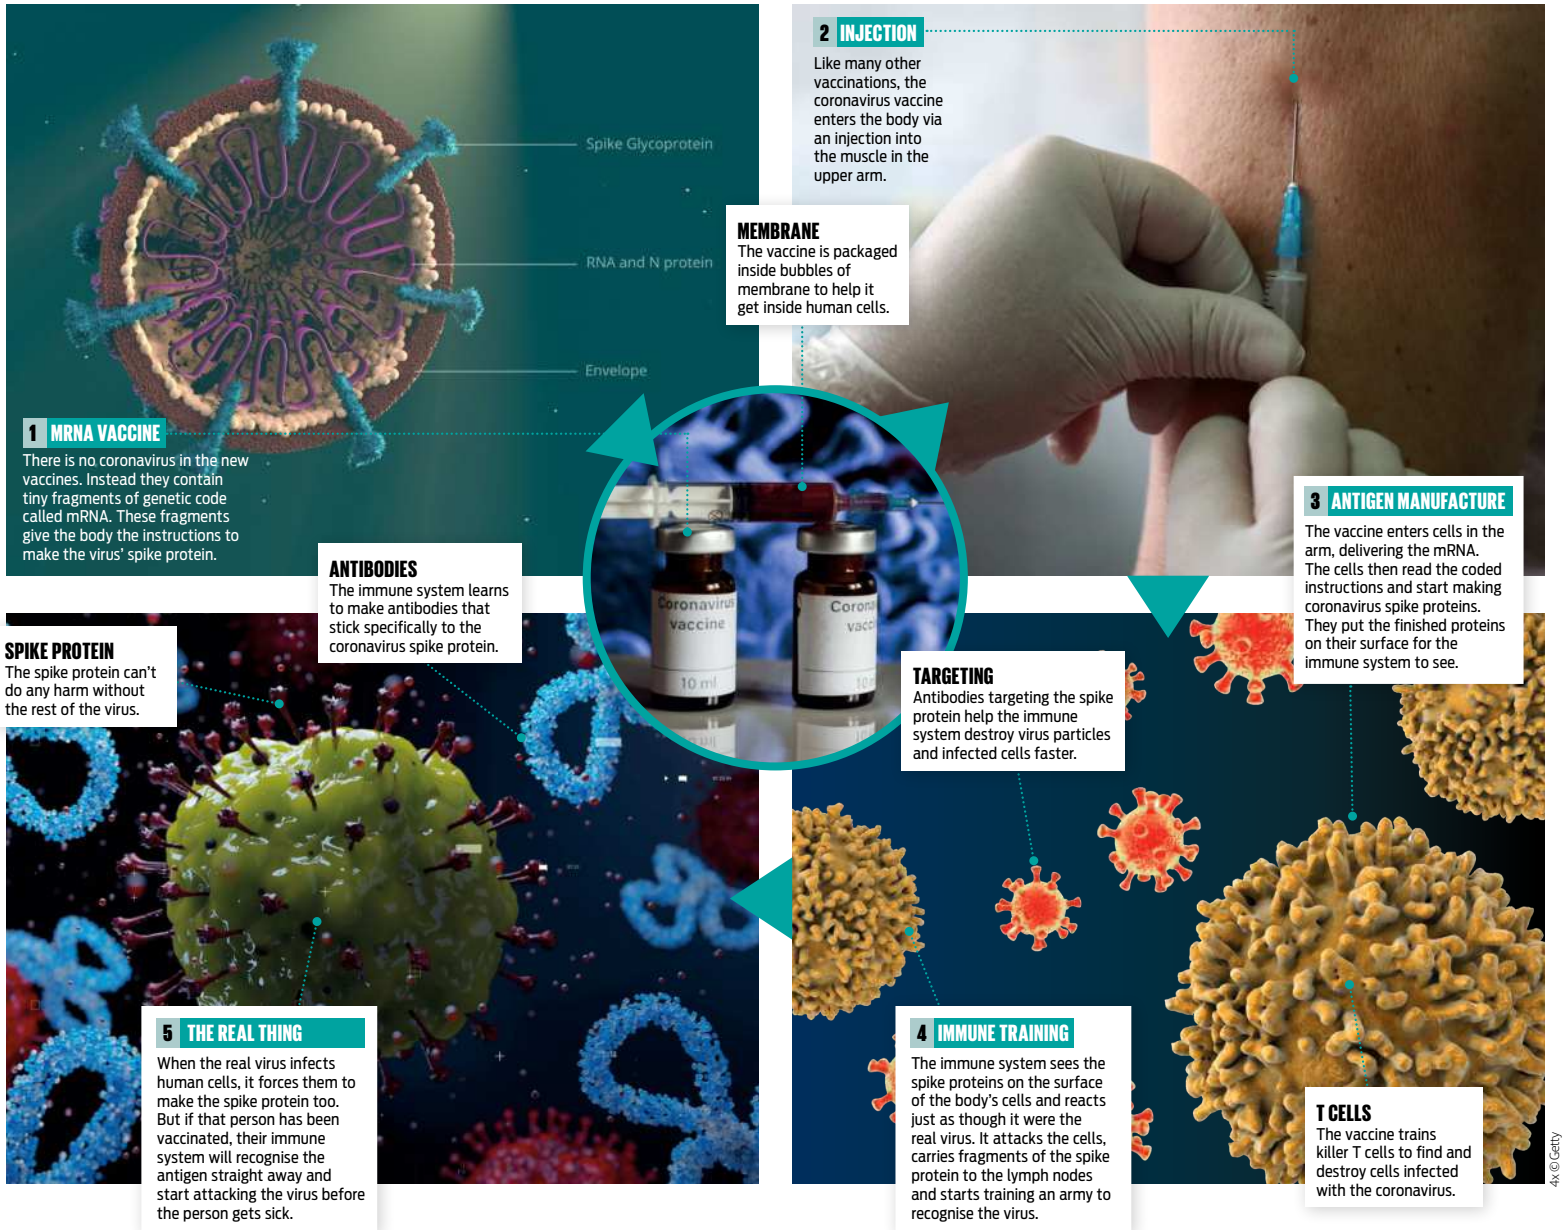 1 MRNA VACCINE
There is no coronavirus in the new
vaccines. Instead they contain
tiny fragments of genetic code
called mRNA. These fragments
give the body the instructions to
make the virus' spike protein.
Spike Glycoprotein
RNA and N protein
Envelope
2 INJECTION
Like many other
vaccinations, the
coronavirus vaccine
enters the body via
an injection into
the muscle in the
upper arm.
MEMBRANE
The vaccine is packaged
inside bubbles of
membrane to help it
get inside human cells.
Coronavirus
vaccine
10 ml
3 ANTIGEN MANUFACTURE
The vaccine enters cells in the
arm, delivering the mRNA.
The cells then read the coded
instructions and start making
coronavirus spike proteins.
They put the finished proteins
on their surface for the
immune system to see.
TARGETING
Antibodies targeting the spike
protein help the immune
system destroy virus particles
and infected cells faster.
4 IMMUNE TRAINING
The immune system sees the
spike proteins on the surface
of the body's cells and reacts
just as though it were the
real virus. It attacks the cells,
carries fragments of the spike
protein to the lymph nodes
and starts training an army to
recognise the virus.
T CELLS
The vaccine trains
killer T cells to find and
destroy cells infected
with the coronavirus.
ANTIBODIES
The immune system learns
to make antibodies that
stick specifically to the
coronavirus spike protein.
SPIKE PROTEIN
The spike protein can't
do any harm without
the rest of the virus.
5 THE REAL THING
When the real virus infects
human cells, it forces them to
make the spike protein too.
But if that person has been
vaccinated, their immune
system will recognise the
antigen straight away and
start attacking the virus before
the person gets sick.
4x © Getty